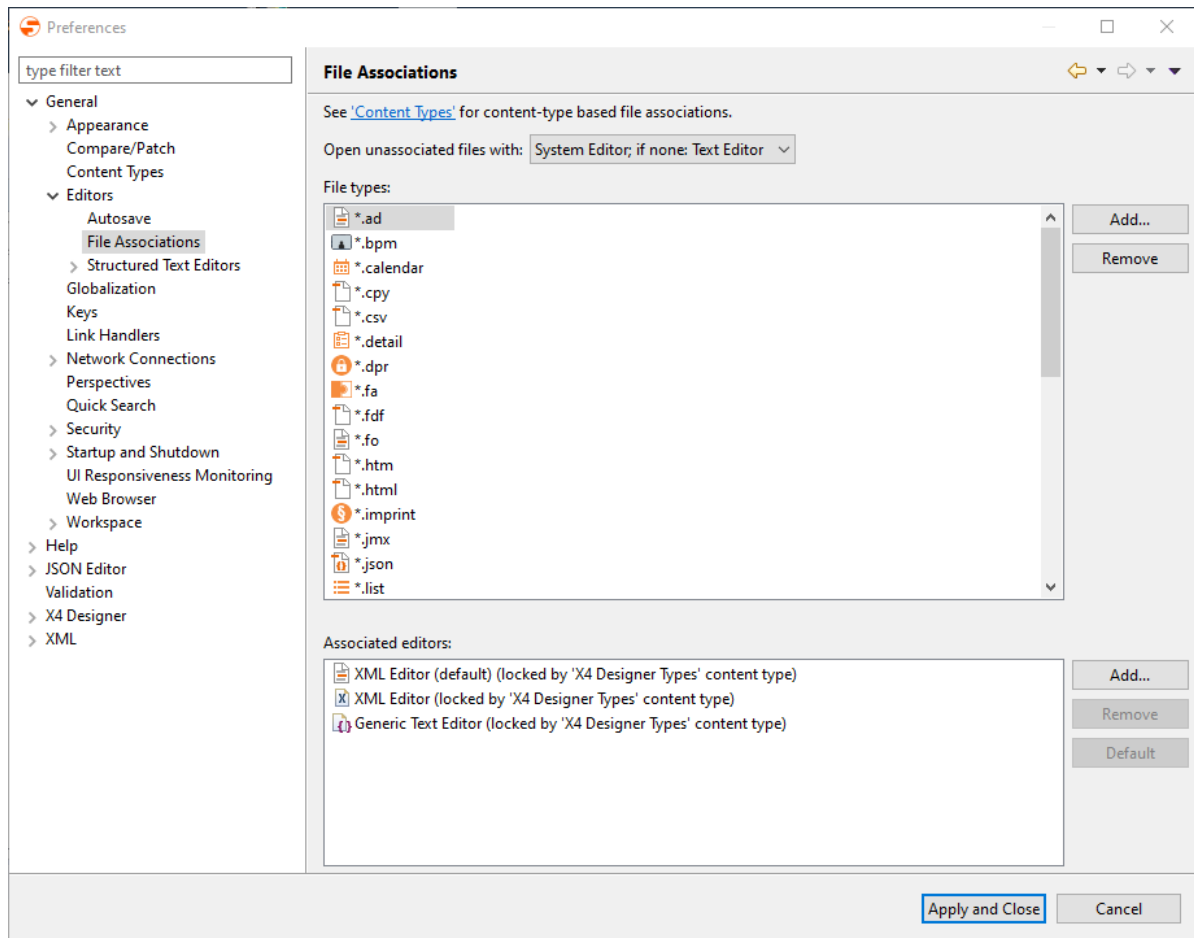 Preferences
type filter text
General
Appearance
Compare/Patch
Content Types
Editors
Autosave
File Associations
Structured Text Editors
Globalization
Keys
Link Handlers
Network Connections
Perspectives
Quick Search
Security
Startup and Shutdown
UI Responsiveness Monitoring
Web Browser
Workspace
Help
JSON Editor
Validation
X4 Designer
XML
File Associations
See 'Content Types' for content-type based file associations.
Open unassociated files with: System Editor; if none: Text Editor
File types:
*.ad
*.bpm
*.calendar
*.cpy
*.csv
*.detail
*.dpr
*.fa
*.fdf
*.fo
*.htm
*.html
*.imprint
*.jmx
*.json
*.list
Add...
Remove
Associated editors:
XML Editor (default) (locked by 'X4 Designer Types' content type)
XML Editor (locked by 'X4 Designer Types' content type)
Generic Text Editor (locked by 'X4 Designer Types' content type)
Add...
Remove
Default
Apply and Close
Cancel